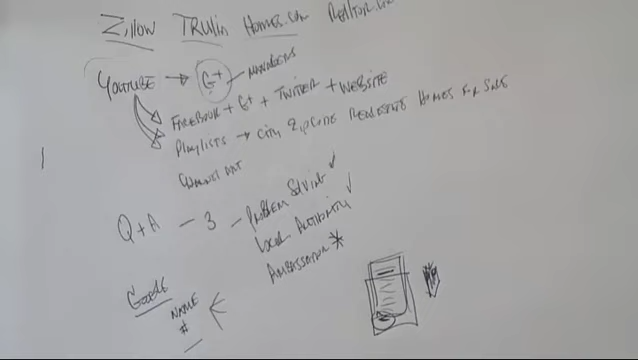 Zillow TRULIA Homes.com Realtor.com
YOUTUBE → G+ – MANAGERS
FACEBOOK + G+ + TWITTER + WEBSITE
PlAylists → City, ZipCode RENT HOMES FOR SALE
CHANNEL ART
Q+A – 3 – PROBLEM SOLVING ✓
LOCAL AUTHORITY ✓
AMBASSADOR *
GOOGLE
NAME
#